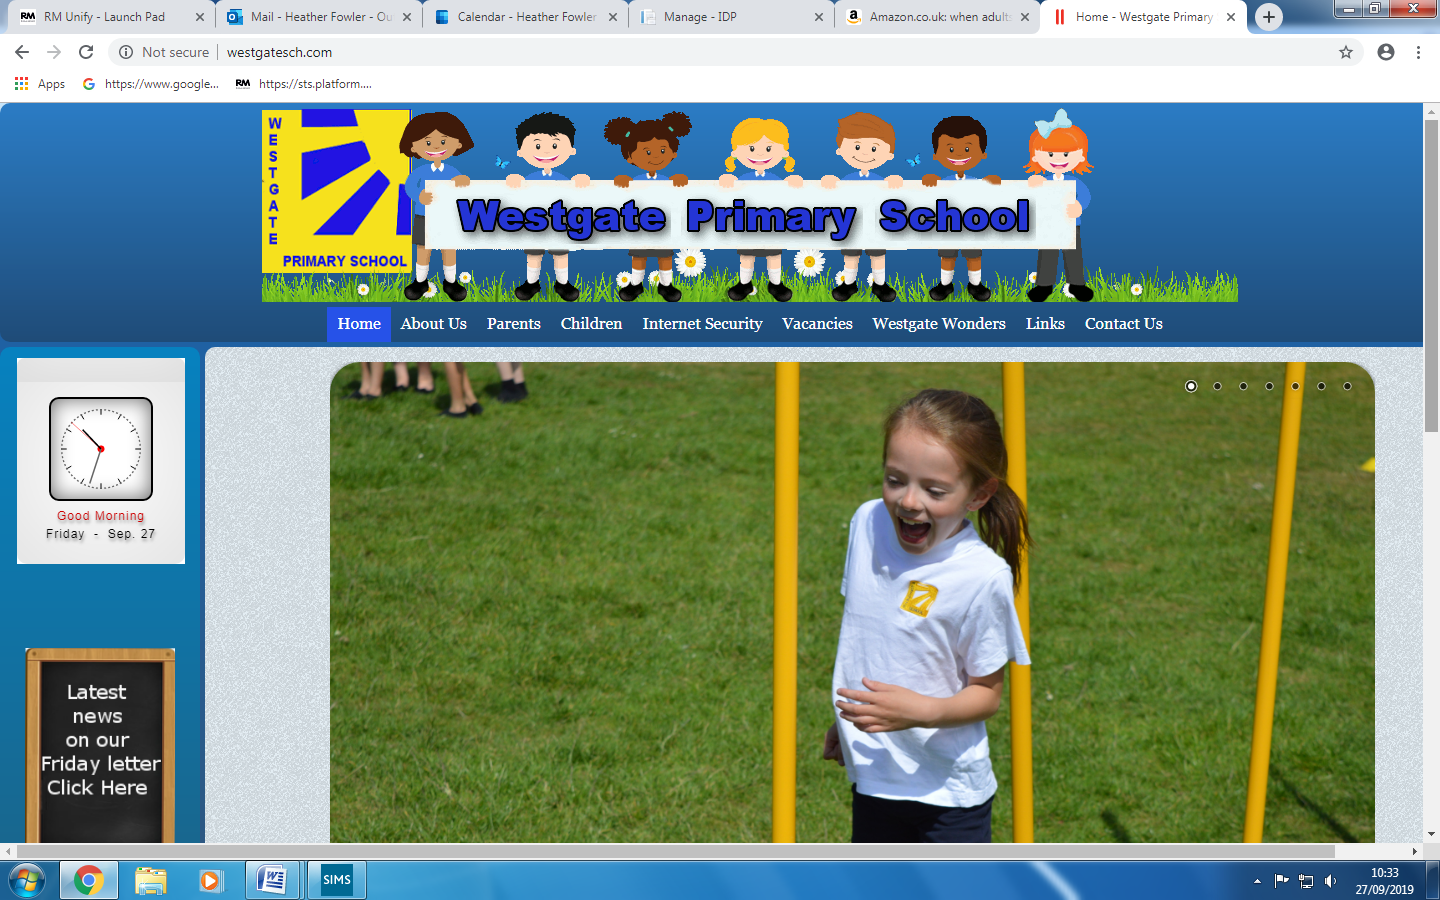 RM Unify - Launch Pad
Mail - Heather Fowler - Ou
Calendar - Heather Fowler
Manage - IDP
Amazon.co.uk: when adult
Home - Westgate Primary
Not secure
westgatesch.com
Apps
https://www.google...
RM
https://sts.platform....
WESTGATE
PRIMARY SCHOOL
Westgate Primary School
Home
About Us
Parents
Children
Internet Security
Vacancies
Westgate Wonders
Links
Contact Us
Good Morning
Friday - Sep. 27
Latest
news
on our
Friday letter
Click Here
SIMS
10:33
27/09/2019